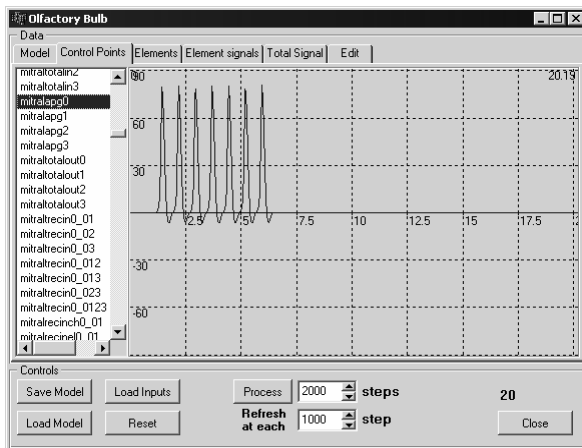 Olfactory Bulb
Data
Model Control Points Elements Element signals Total Signal Edit
mitraltotalin2
mitraltotalin3
mitralapg0
mitralapg1
mitralapg2
mitralapg3
mitraltotalout0
mitraltotalout1
mitraltotalout2
mitraltotalout3
mitraltrecin0_01
mitraltrecin0_02
mitraltrecin0_03
mitraltrecin0_012
mitraltrecin0_013
mitraltrecin0_023
mitraltrecin0_0123
mitralrecinch0_01
mitralrecinel0_01
90 20.19
60
30
2.5 5 7.5 10 12.5 15 17.5 2
-30
-60
Controls
Save Model Load Inputs Process 2000 steps 20
Load Model Reset Refresh at each 1000 step Close